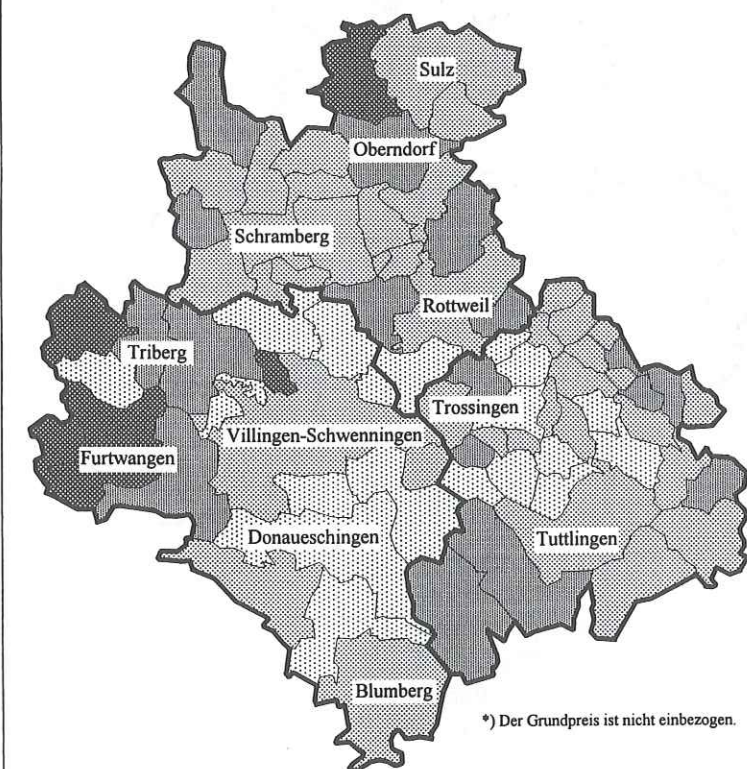 Sulz
Oberndorf
Schramberg
Rottweil
Triberg
Trossingen
Villingen-Schwenningen
Furtwangen
Donaueschingen
Tuttlingen
Blumberg
*) Der Grundpreis ist nicht einbezogen.